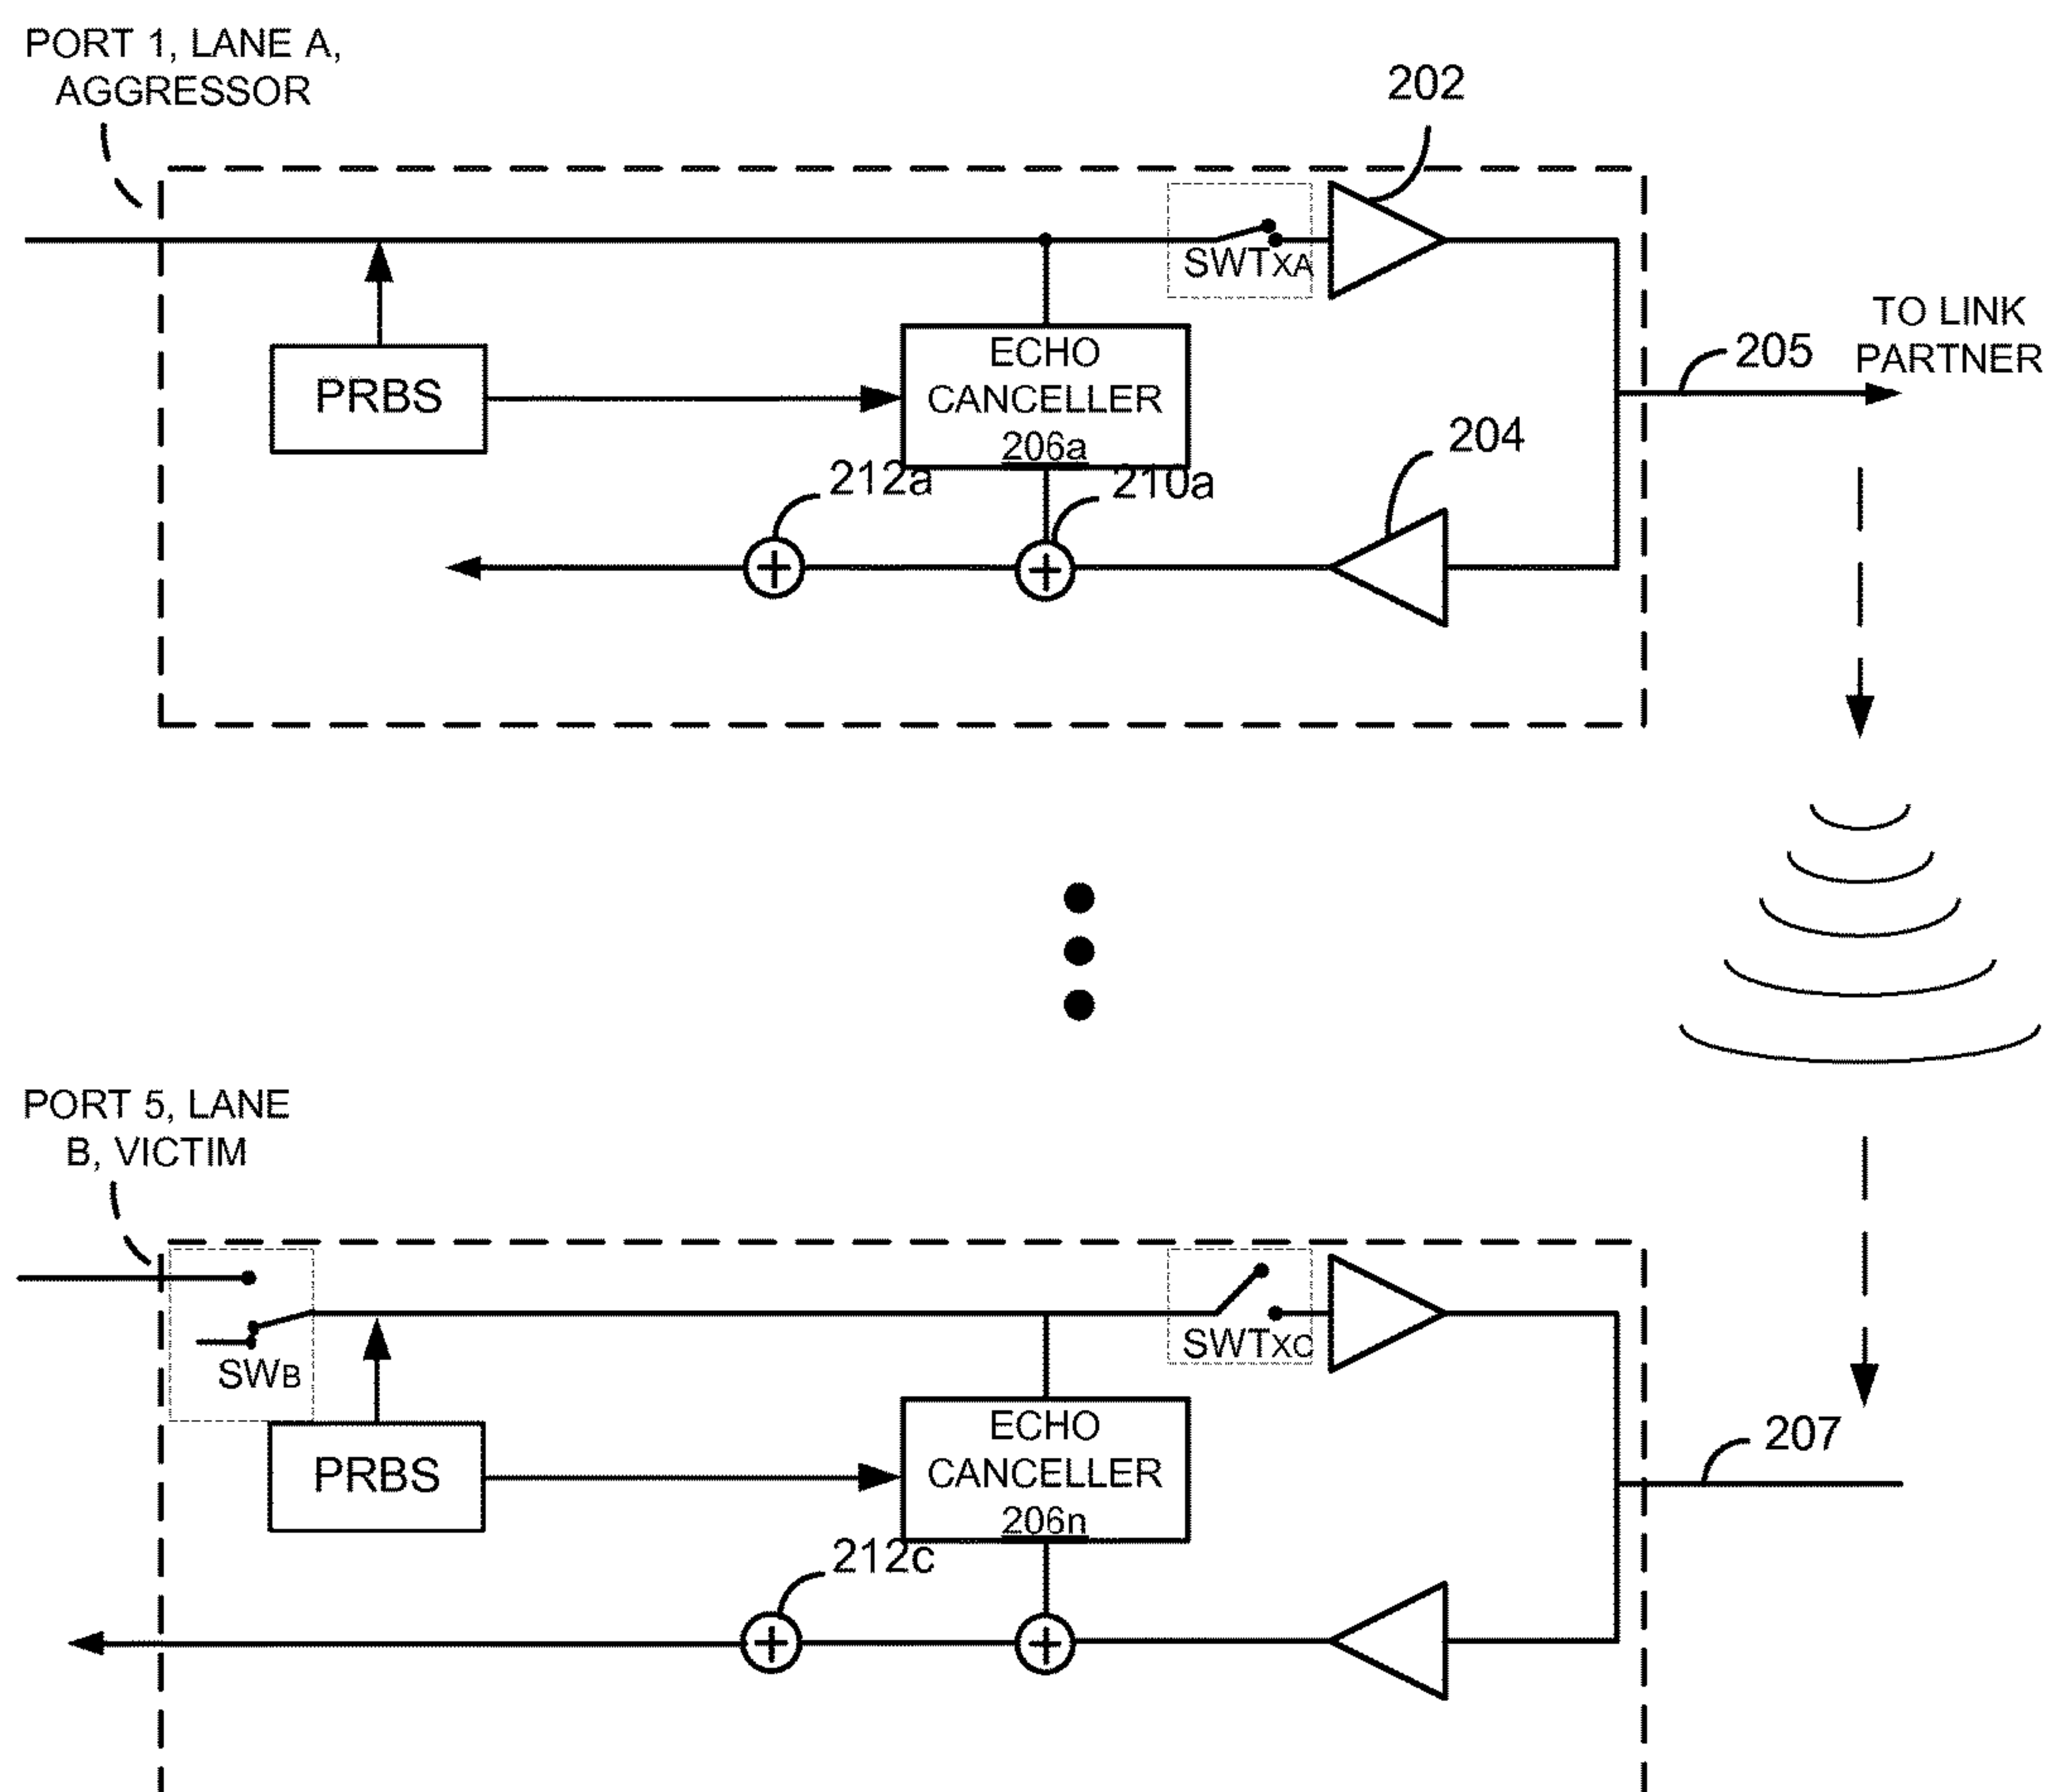 PORT 1, LANE A,
AGGRESSOR
202
SWTXA
TO LINK
PARTNER
205
PRBS
ECHO
CANCELLER
206a
204
212a
210a
PORT 5, LANE
B, VICTIM
SWB
SWTXC
PRBS
ECHO
CANCELLER
206n
207
212c